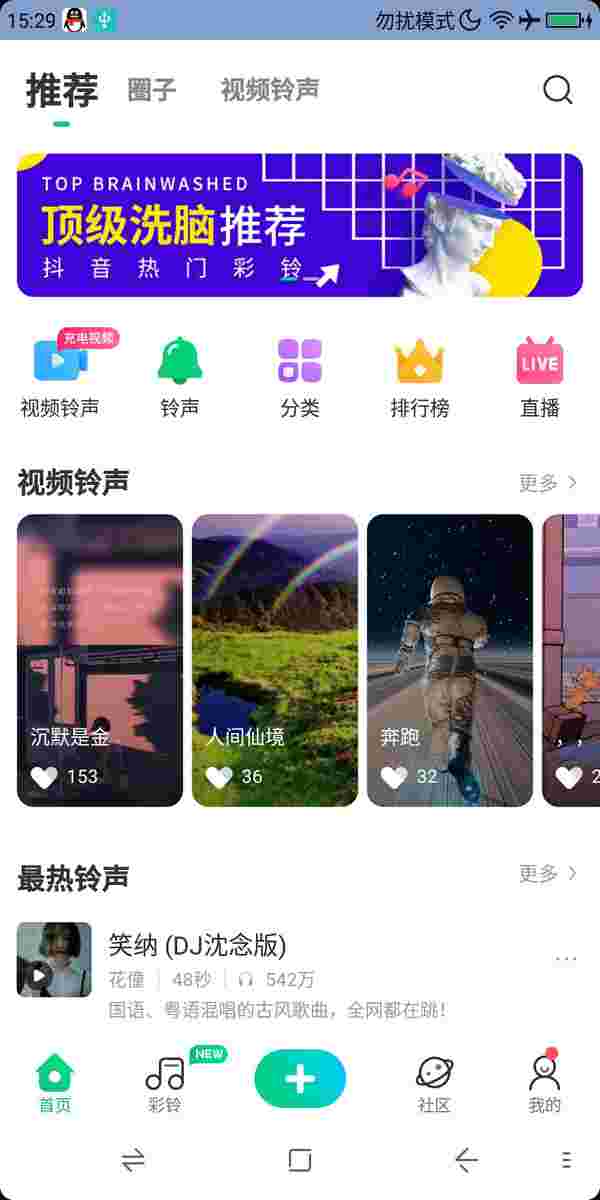 15:29
勿扰模式
推荐
圈子
视频铃声
TOP BRAINWASHED
顶级洗脑推荐
抖音热门彩铃
充电视频
LIVE
视频铃声
铃声
分类
排行榜
直播
视频铃声
更多
沉默是金
人间仙境
奔跑
，，
153
36
32
2
最热铃声
更多
笑纳 (DJ沈念版)
花僮
48秒
542万
国语、粤语混唱的古风歌曲，全网都在跳！
NEW
首页
彩铃
社区
我的